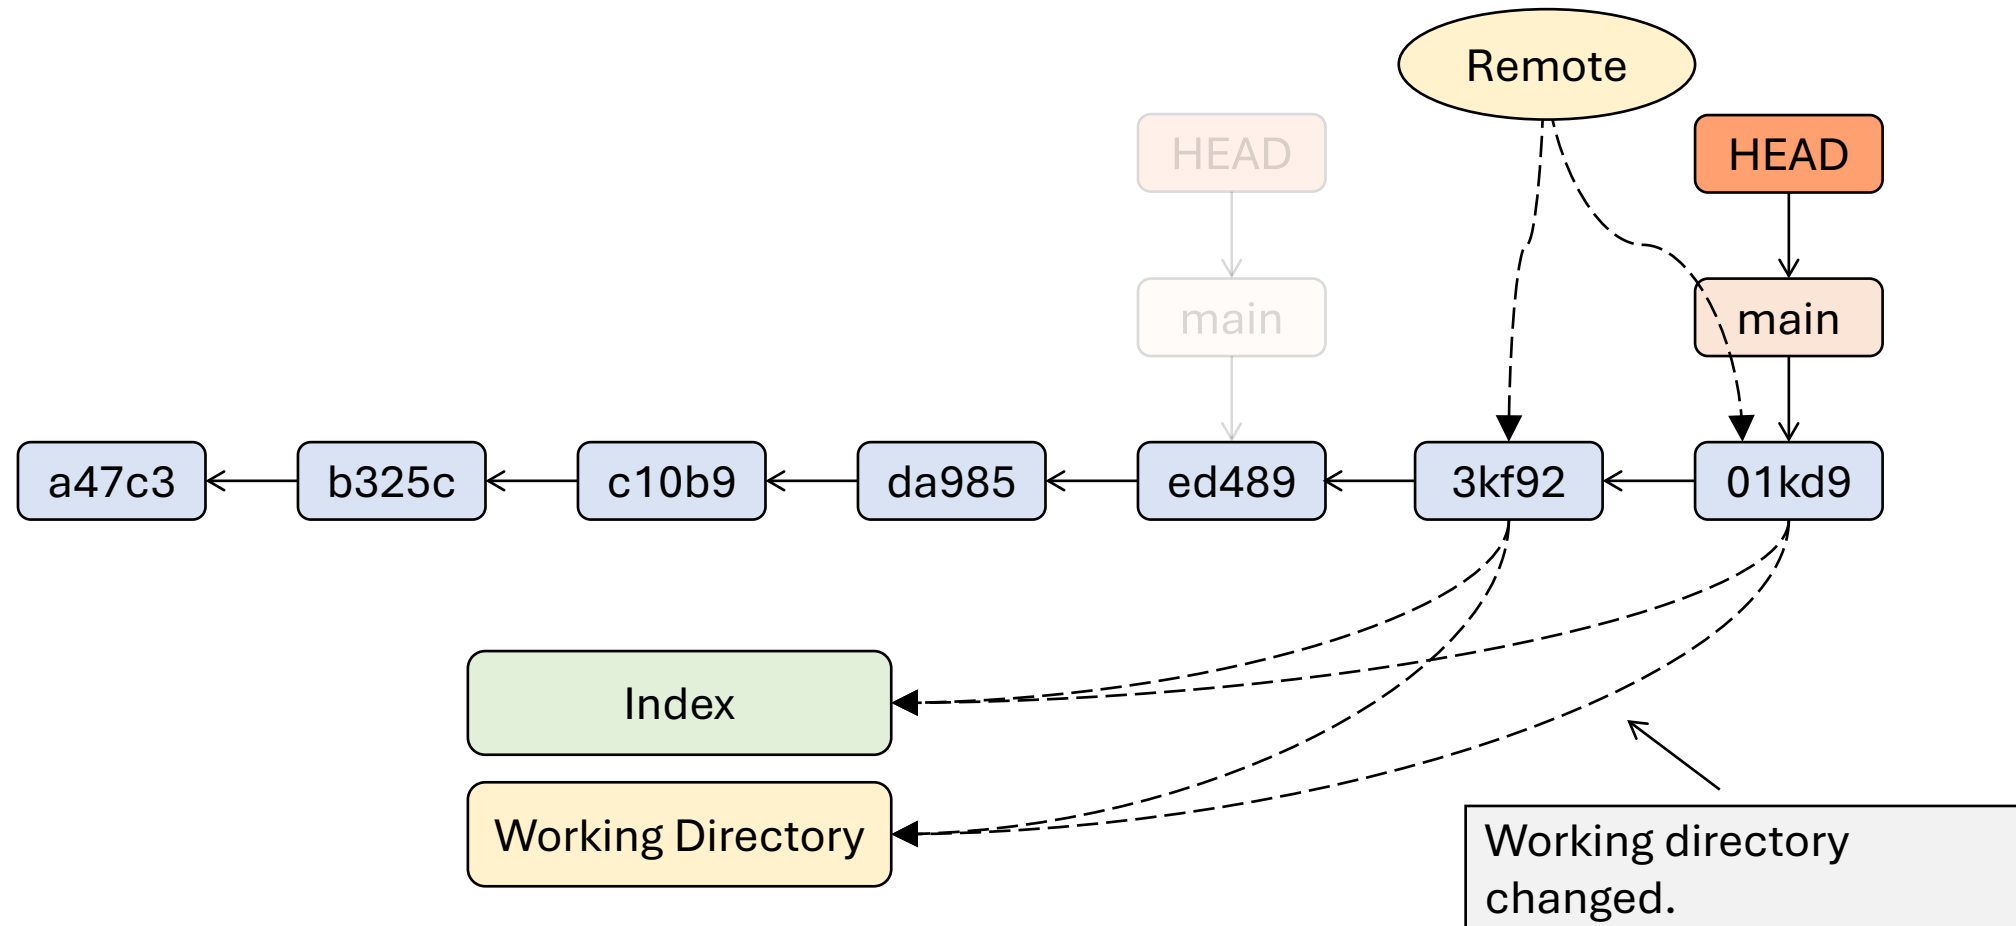 Remote
HEAD
HEAD
main
main
a47c3
b325c
c10b9
da985
ed489
3kf92
01kd9
Index
Working Directory
Working directory
changed.